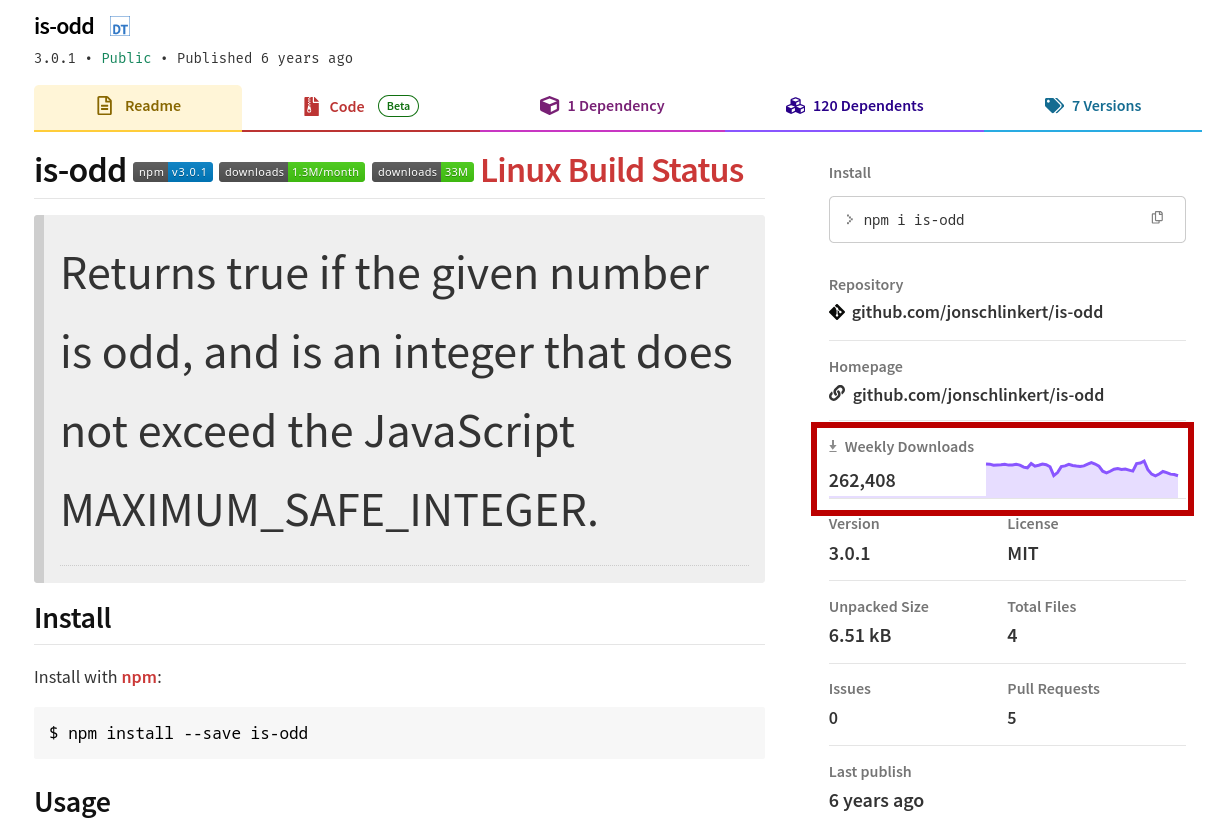 is-odd DT
3.0.1 • Public • Published 6 years ago
Readme
Code Beta
1 Dependency
120 Dependents
7 Versions
is-odd npm v3.0.1 downloads 1.3M/month downloads 33M Linux Build Status
Returns true if the given number
is odd, and is an integer that does
not exceed the JavaScript
MAXIMUM_SAFE_INTEGER.
Install
Install with npm:
$ npm install --save is-odd
Usage
Install
> npm i is-odd
Repository
github.com/jonschlinkert/is-odd
Homepage
github.com/jonschlinkert/is-odd
Weekly Downloads
262,408
Version
3.0.1
License
MIT
Unpacked Size
6.51 kB
Total Files
4
Issues
0
Pull Requests
5
Last publish
6 years ago